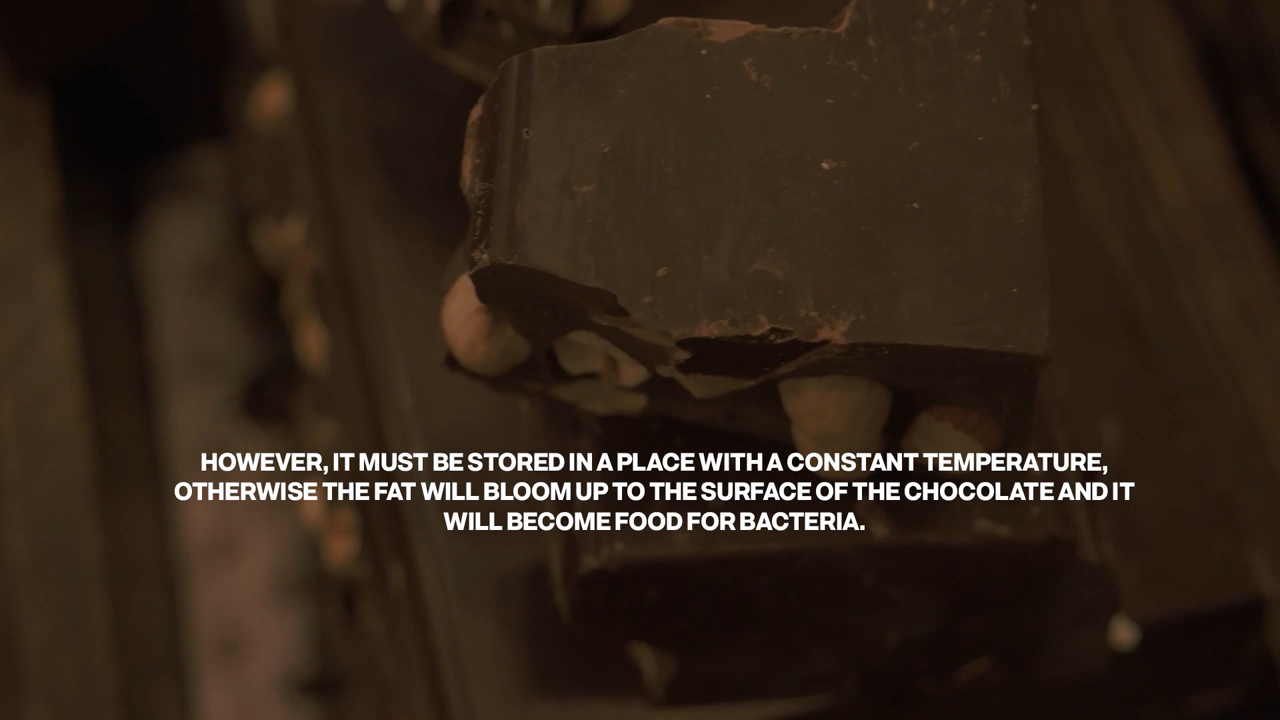 HOWEVER, IT MUST BE STORED IN A PLACE WITH A CONSTANT TEMPERATURE,
OTHERWISE THE FAT WILL BLOOM UP TO THE SURFACE OF THE CHOCOLATE AND IT
WILL BECOME FOOD FOR BACTERIA.